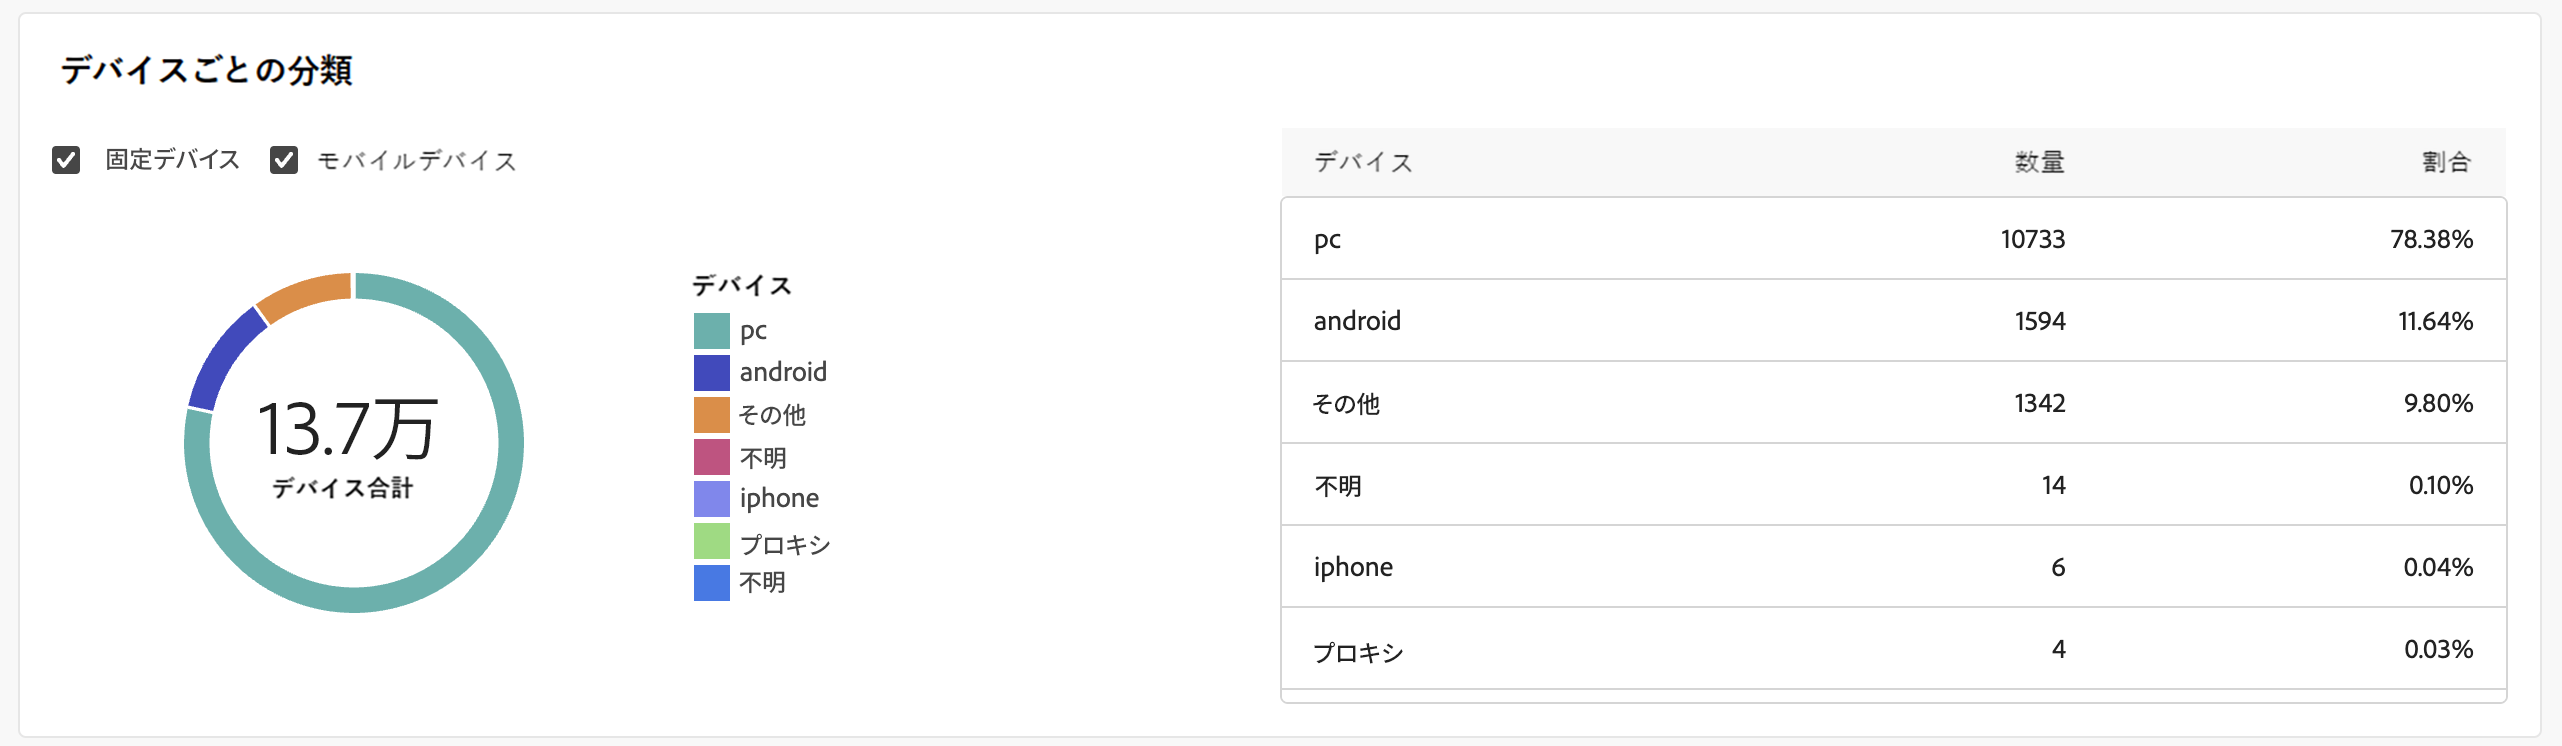 デバイスごとの分類
固定デバイス モバイルデバイス
13.7万
デバイス合計
デバイス
pc
android
その他
不明
iphone
プロキシ
不明
デバイス 数量 割合
pc 10733 78.38%
android 1594 11.64%
その他 1342 9.80%
不明 14 0.10%
iphone 6 0.04%
プロキシ 4 0.03%